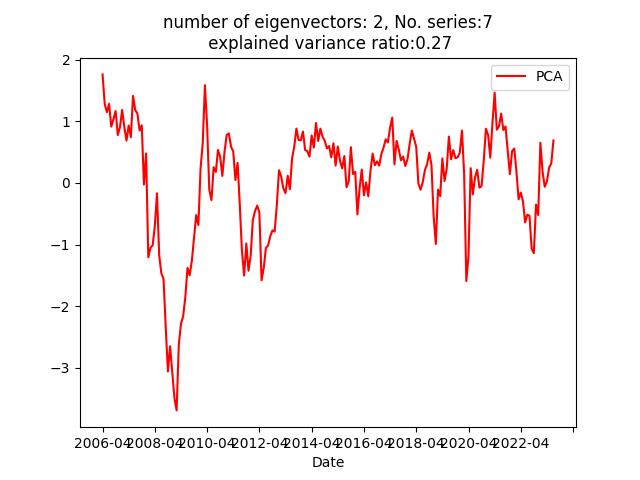 number of eigenvectors: 2, No. series:7
explained variance ratio:0.27
PCA
2
1
0
−1
−2
−3
2006-04 2008-04 2010-04 2012-04 2014-04 2016-04 2018-04 2020-04 2022-04
Date